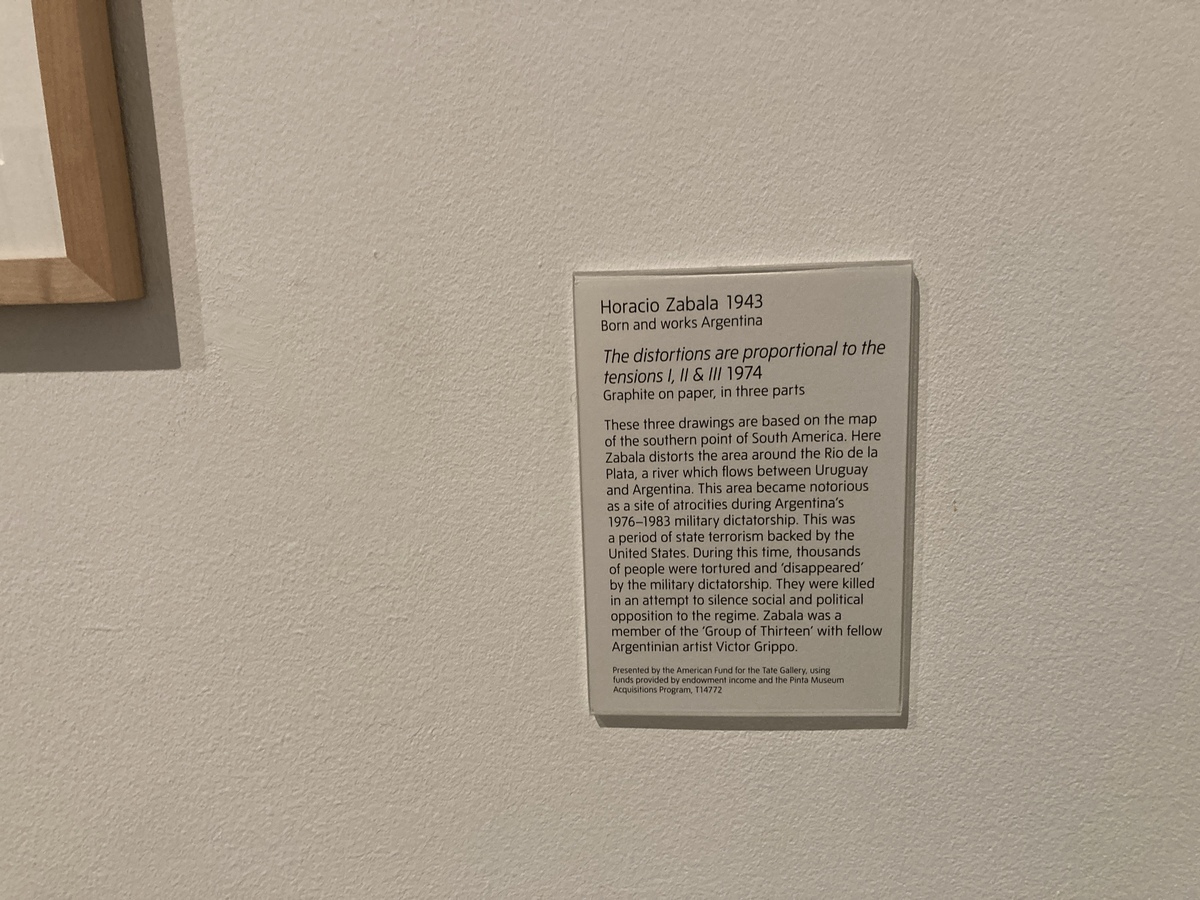 Horacio Zabala 1943
Born and works Argentina
The distortions are proportional to the
tensions I, II & III 1974
Graphite on paper, in three parts
These three drawings are based on the map
of the southern point of South America. Here
Zabala distorts the area around the Rio de la
Plata, a river which flows between Uruguay
and Argentina. This area became notorious
as a site of atrocities during Argentina's
1976–1983 military dictatorship. This was
a period of state terrorism backed by the
United States. During this time, thousands
of people were tortured and 'disappeared'
by the military dictatorship. They were killed
in an attempt to silence social and political
opposition to the regime. Zabala was a
member of the 'Group of Thirteen' with fellow
Argentinian artist Victor Grippo.
Presented by the American Fund for the Tate Gallery, using
funds provided by endowment income and the Pinta Museum
Acquisitions Program, T14772